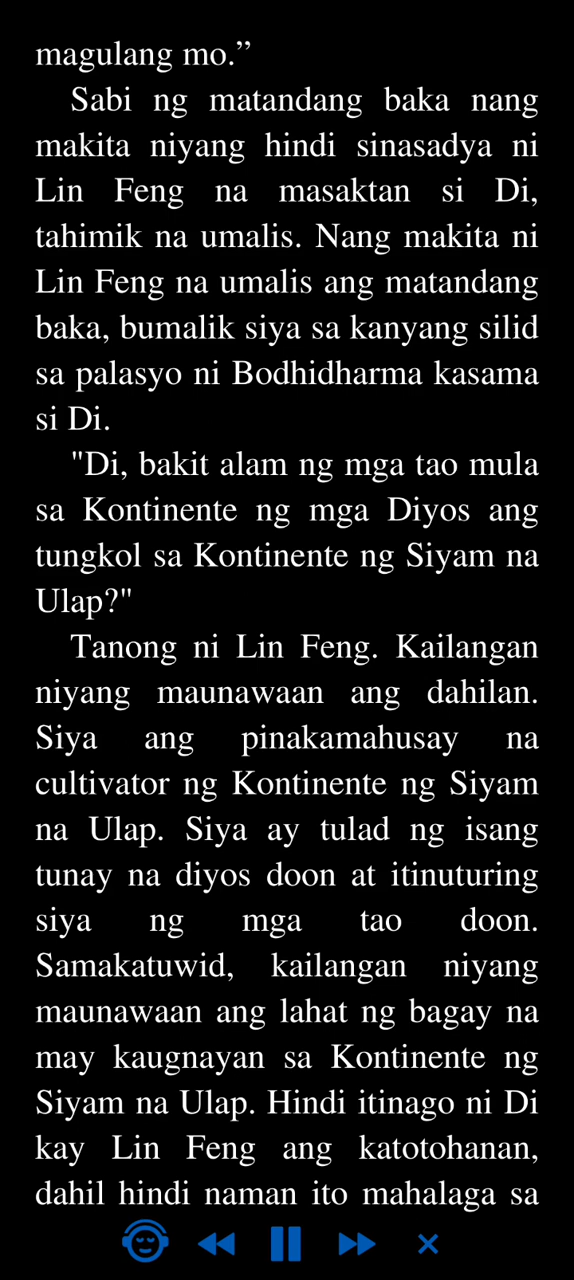 magulang mo.”
Sabi ng matandang baka nang
makita niyang hindi sinasadya ni
Lin Feng na masaktan si Di,
tahimik na umalis. Nang makita ni
Lin Feng na umalis ang matandang
baka, bumalik siya sa kanyang silid
sa palasyo ni Bodhidharma kasama
si Di.
"Di, bakit alam ng mga tao mula
sa Kontinente ng mga Diyos ang
tungkol sa Kontinente ng Siyam na
Ulap?"
Tanong ni Lin Feng. Kailangan
niyang maunawaan ang dahilan.
Siya ang pinakamahusay na
cultivator ng Kontinente ng Siyam
na Ulap. Siya ay tulad ng isang
tunay na diyos doon at itinuturing
siya ng mga tao doon.
Samakatuwid, kailangan niyang
maunawaan ang lahat ng bagay na
may kaugnayan sa Kontinente ng
Siyam na Ulap. Hindi itinago ni Di
kay Lin Feng ang katotohanan,
dahil hindi naman ito mahalaga sa